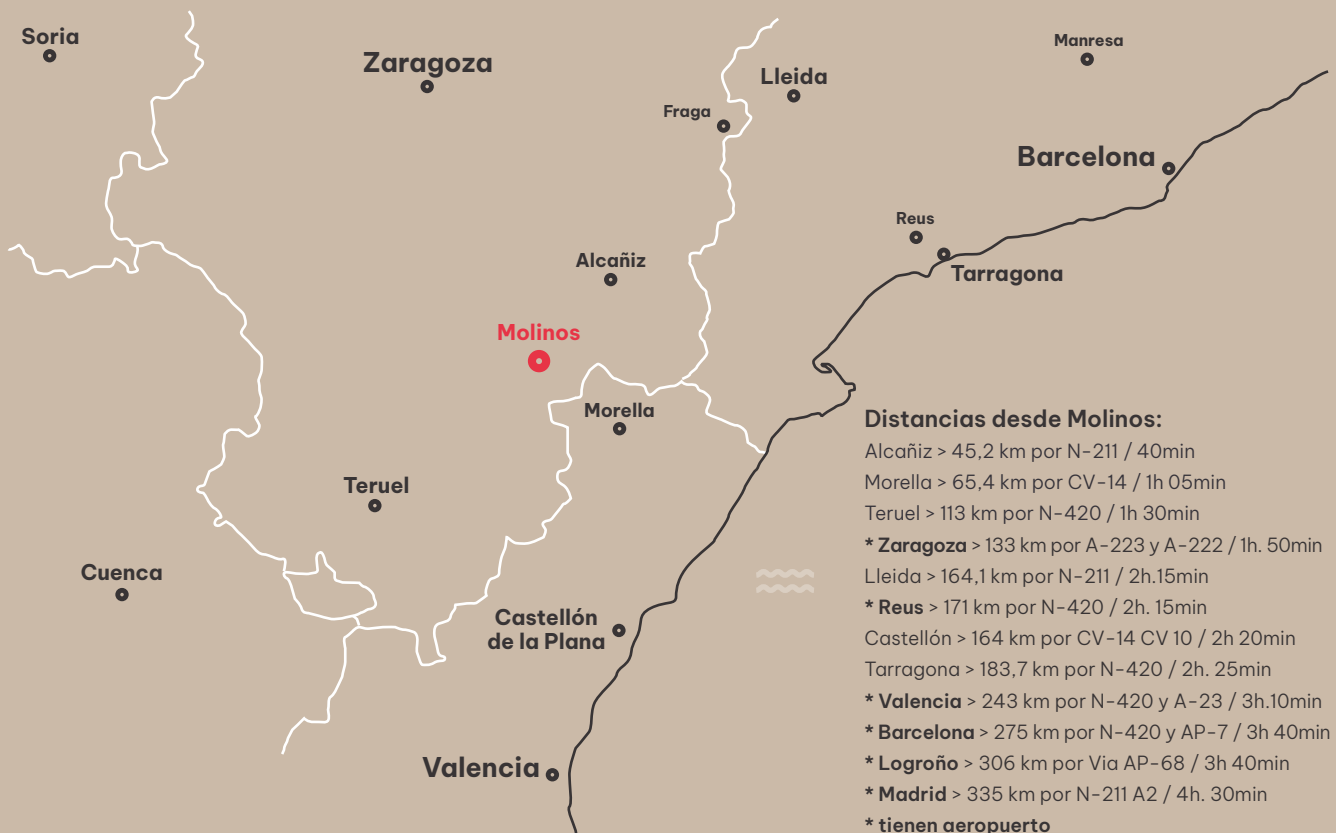 Soria
Zaragoza
Lleida
Fraga
Manresa
Barcelona
Reus
Tarragona
Alcañiz
Molinos
Morella
Teruel
Cuenca
Castellón
de la Plana
Valencia
Distancias desde Molinos:
Alcañiz > 45,2 km por N-211 / 40min
Morella > 65,4 km por CV-14 / 1h 05min
Teruel > 113 km por N-420 / 1h 30min
* Zaragoza > 133 km por A-223 y A-222 / 1h. 50min
Lleida > 164,1 km por N-211 / 2h.15min
* Reus > 171 km por N-420 / 2h. 15min
Castellón > 164 km por CV-14 CV 10 / 2h 20min
Tarragona > 183,7 km por N-420 / 2h. 25min
* Valencia > 243 km por N-420 y A-23 / 3h.10min
* Barcelona > 275 km por N-420 y AP-7 / 3h 40min
* Logroño > 306 km por Via AP-68 / 3h 40min
* Madrid > 335 km por N-211 A2 / 4h. 30min
* tienen aeropuerto